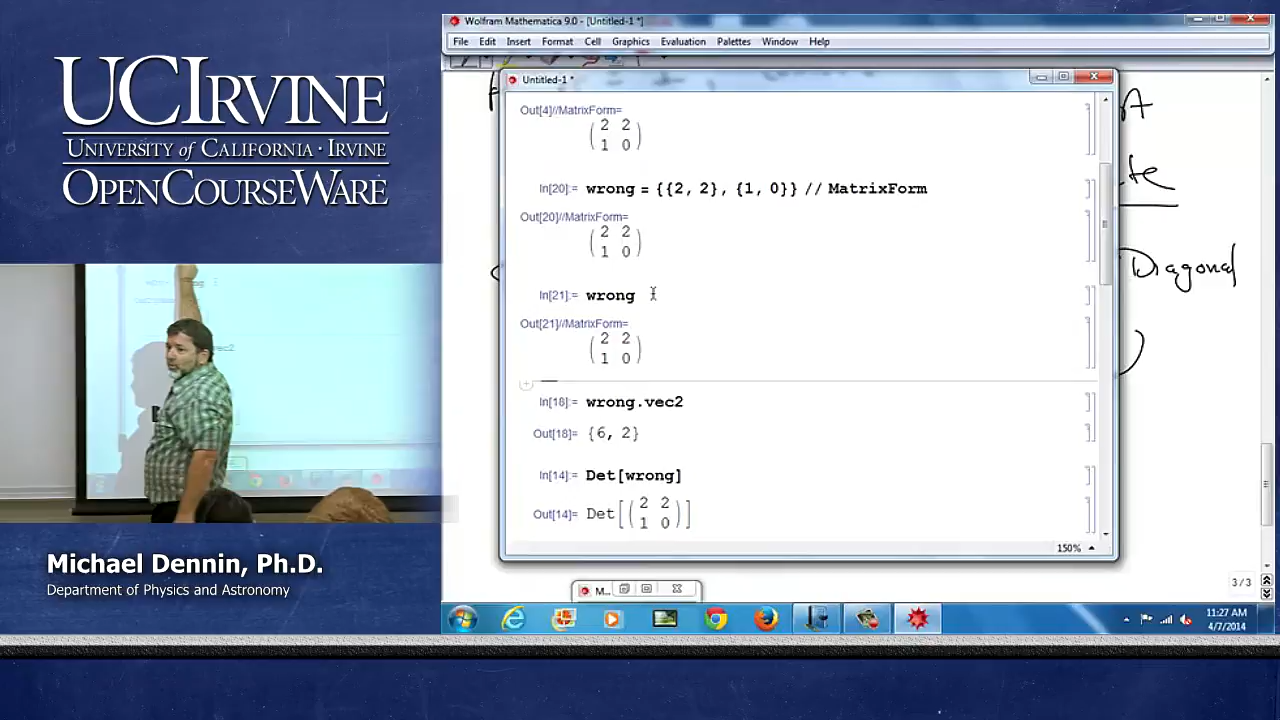 UCIRVINE
UNIVERSITY of CALIFORNIA · IRVINE
OPENCOURSEWARE
Michael Dennin, Ph.D.
Department of Physics and Astronomy
Wolfram Mathematica 9.0 - [Untitled-1 *]
File Edit Insert Format Cell Graphics Evaluation Palettes Window Help
Untitled-1 *
Out[4]//MatrixForm=
2 2
1 0
In[20]:= wrong = {{2, 2}, {1, 0}} // MatrixForm
Out[20]//MatrixForm=
2 2
1 0
In[21]:= wrong
Out[21]//MatrixForm=
2 2
1 0
In[18]:= wrong.vec2
Out[18]= {6, 2}
In[14]:= Det[wrong]
Out[14]= Det[(2 2
1 0)]
150%
Diagonal
3/3
M...
11:27 AM
4/7/2014